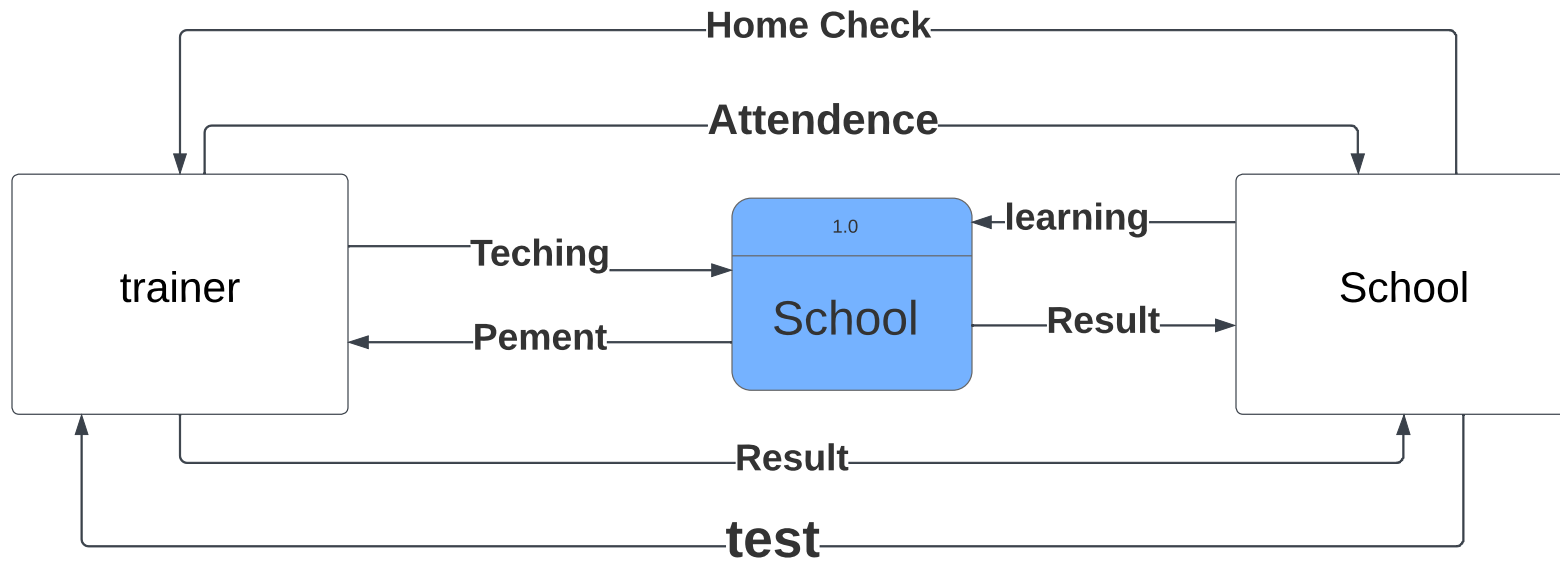 Home Check
Attendence
learning
1.0
Teching
trainer
School
School
Result
Pement
Result
test